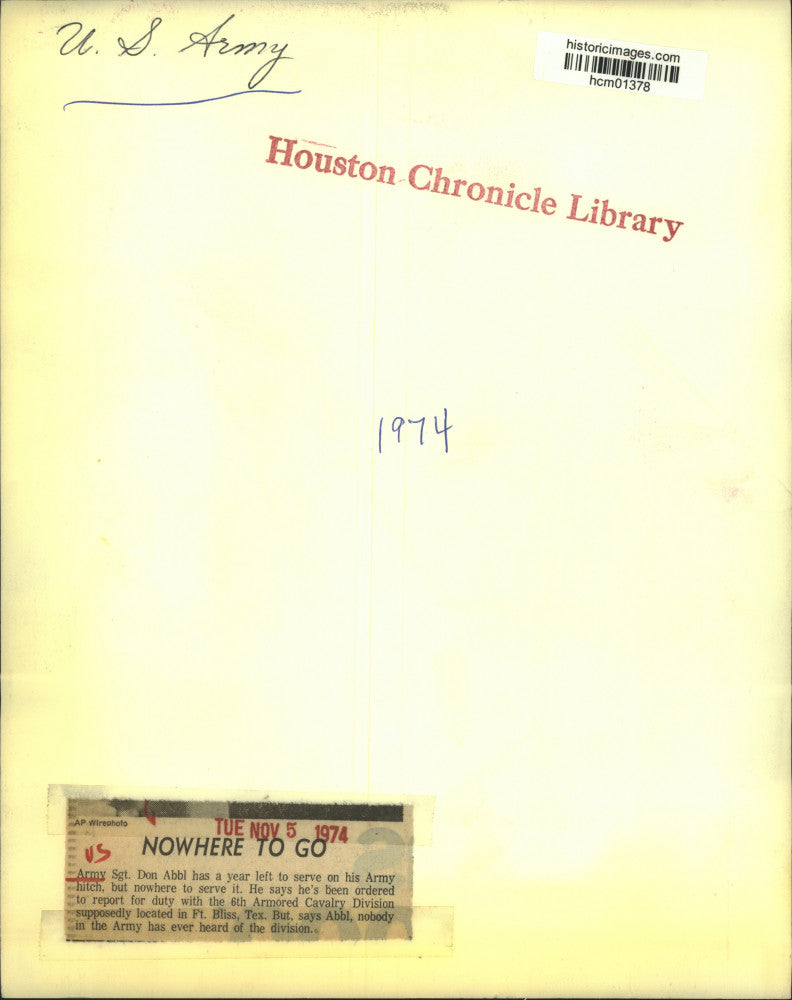 U. S. Army
historicimages.com
hcm01378
Houston Chronicle Library
1974
AP Wirephoto
TUE NOV 5 1974
US
NOWHERE TO GO
Army Sgt. Don Abbl has a year left to serve on his Army
hitch, but nowhere to serve it. He says he's been ordered
to report for duty with the 6th Armored Cavalry Division
supposedly located in Ft. Bliss, Tex. But, says Abbl, nobody
in the Army has ever heard of the division.